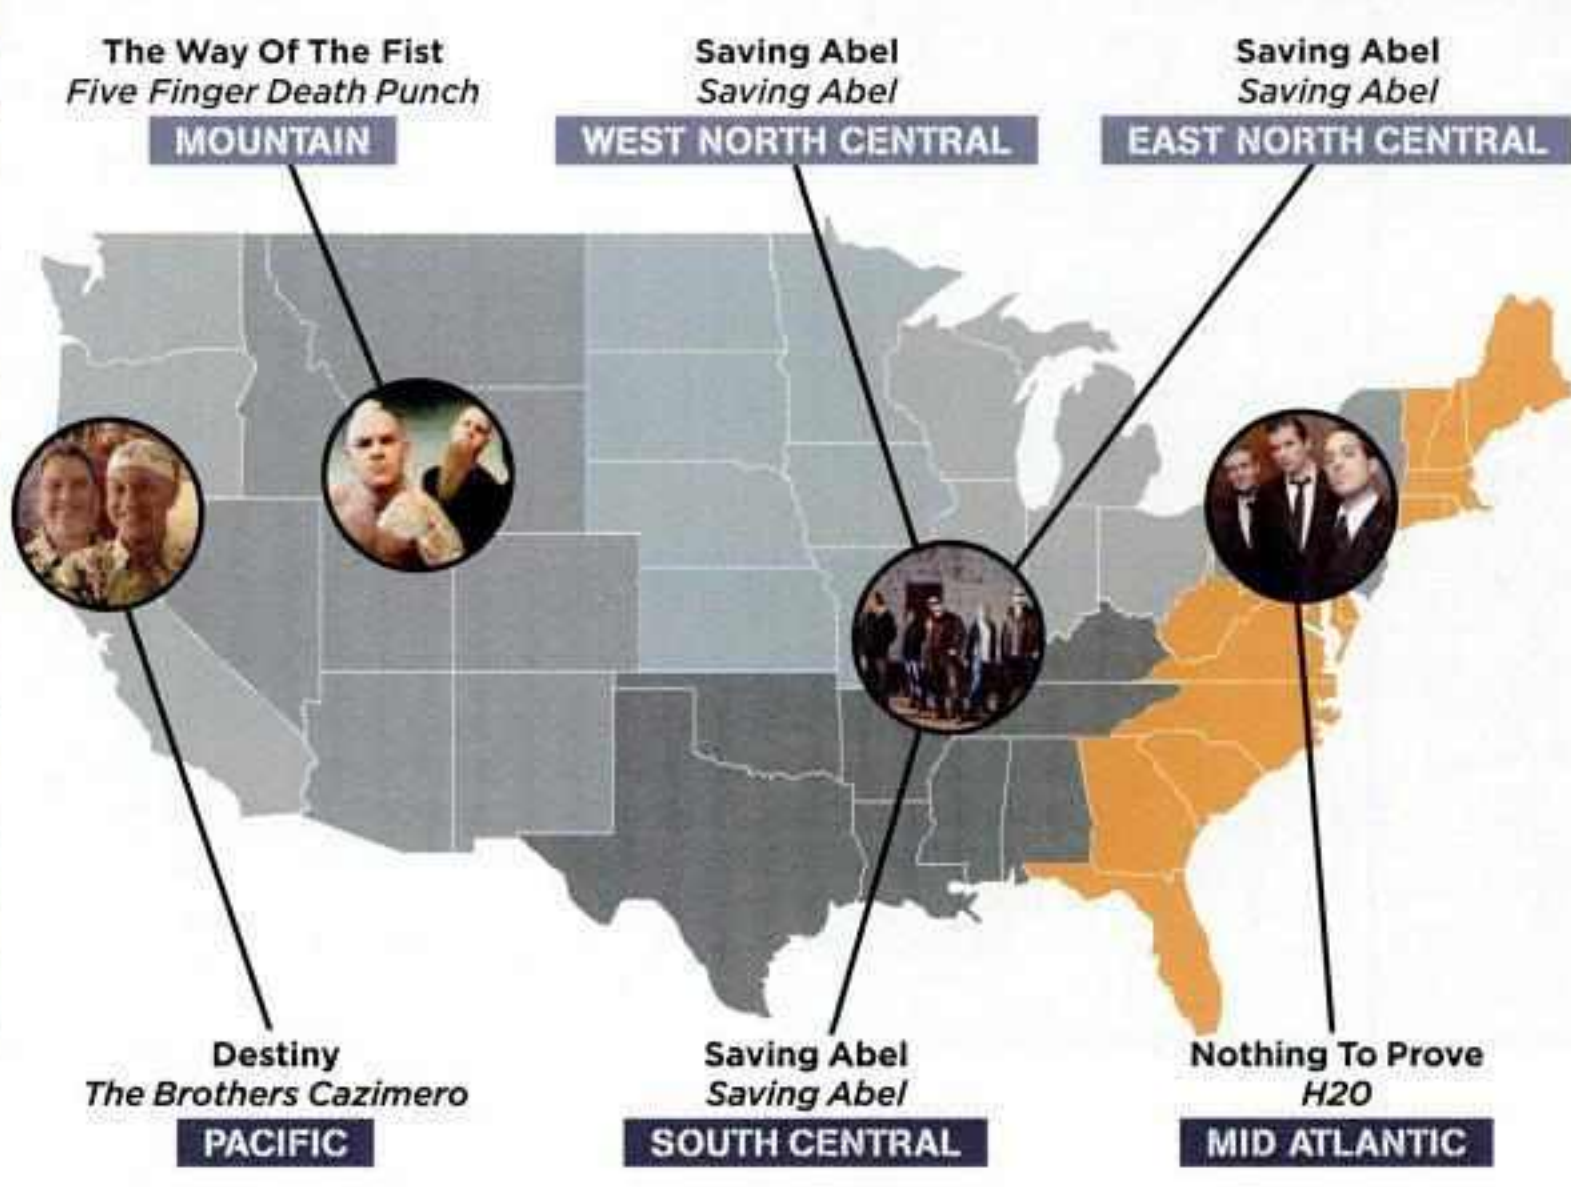 The Way Of The Fist
Five Finger Death Punch
MOUNTAIN
Saving Abel
Saving Abel
WEST NORTH CENTRAL
Saving Abel
Saving Abel
EAST NORTH CENTRAL
Destiny
The Brothers Cazimero
PACIFIC
Saving Abel
Saving Abel
SOUTH CENTRAL
Nothing To Prove
H2O
MID ATLANTIC